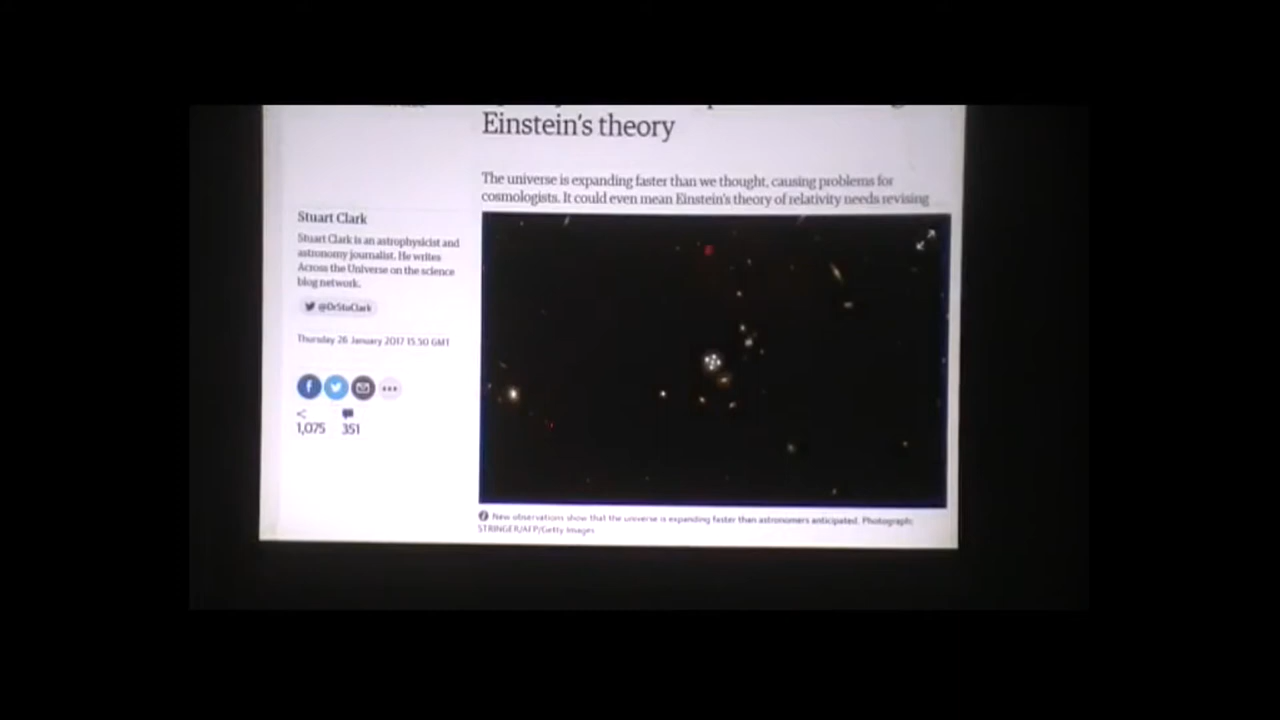 Einstein's theory
The universe is expanding faster than we thought, causing problems for
cosmologists. It could even mean Einstein's theory of relativity needs revising
Stuart Clark
Stuart Clark is an astrophysicist and
astronomy journalist. He writes
Across the Universe on the science
blog network.
@DrStuClark
Thursday 26 January 2017 15.50 GMT
1,075 351
New observations show that the universe is expanding faster than astronomers anticipated. Photograph:
STRINGER/AFP/Getty Images